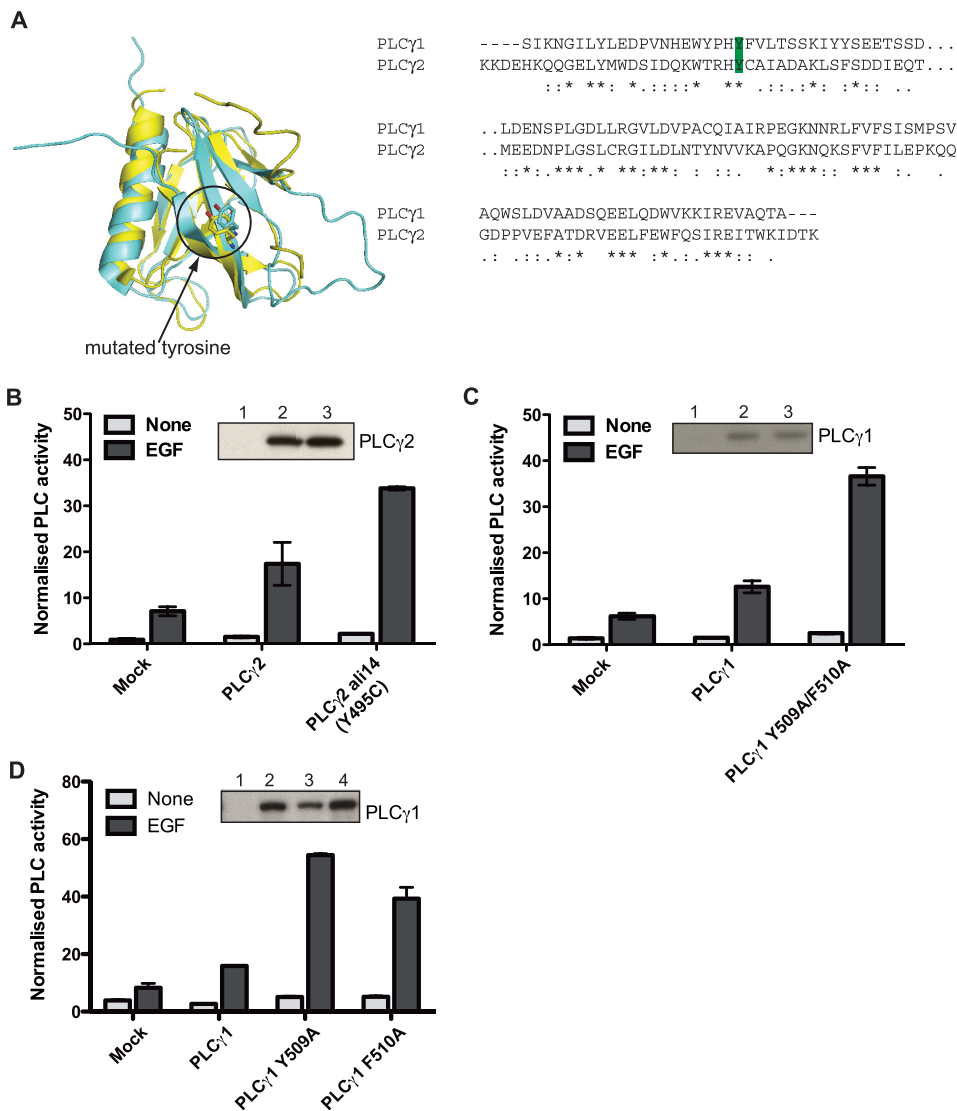 A
PLCγ1 ----SIKNGILYLEDPVNHEWYPHYFVLTSSKIYYSEETSSD...
PLCγ2 KKDEHKQQGELYMWDSIDQKWTRHYCAIADAKLSFSDDIEQT...
::* *: *.:::: ** .::::* :* :: ..
PLCγ1 ..LDENSPLGDLLRGVLDVPACQIAIRPEGKNNRLFVFSISMPSV
PLCγ2 ..MEEDNPLGSLCRGILDLNTYNVVKAPQGKNQKSFVFILEPKQQ
::*:.***.* **:**: : ::. *:***:: *** :. .
PLCγ1 AQWSLDVAADSQEELQDWVKKIREVAQTA---
PLCγ2 GDPPVEFATDRVEELFEWFQSIREITWKIDTK
.: ::.*:* *** :*.:.***:: .
mutated tyrosine
B
50
40
30
20
10
0
Normalised PLC activity
None
EGF
1 2 3
PLCγ2
Mock
PLCγ2
PLCγ2 ali14
(Y495C)
C
50
40
30
20
10
0
Normalised PLC activity
None
EGF
1 2 3
PLCγ1
Mock
PLCγ1
PLCγ1 Y509A/F510A
D
80
60
40
20
0
Normalised PLC activity
None
EGF
1 2 3 4
PLCγ1
Mock
PLCγ1
PLCγ1 Y509A
PLCγ1 F510A